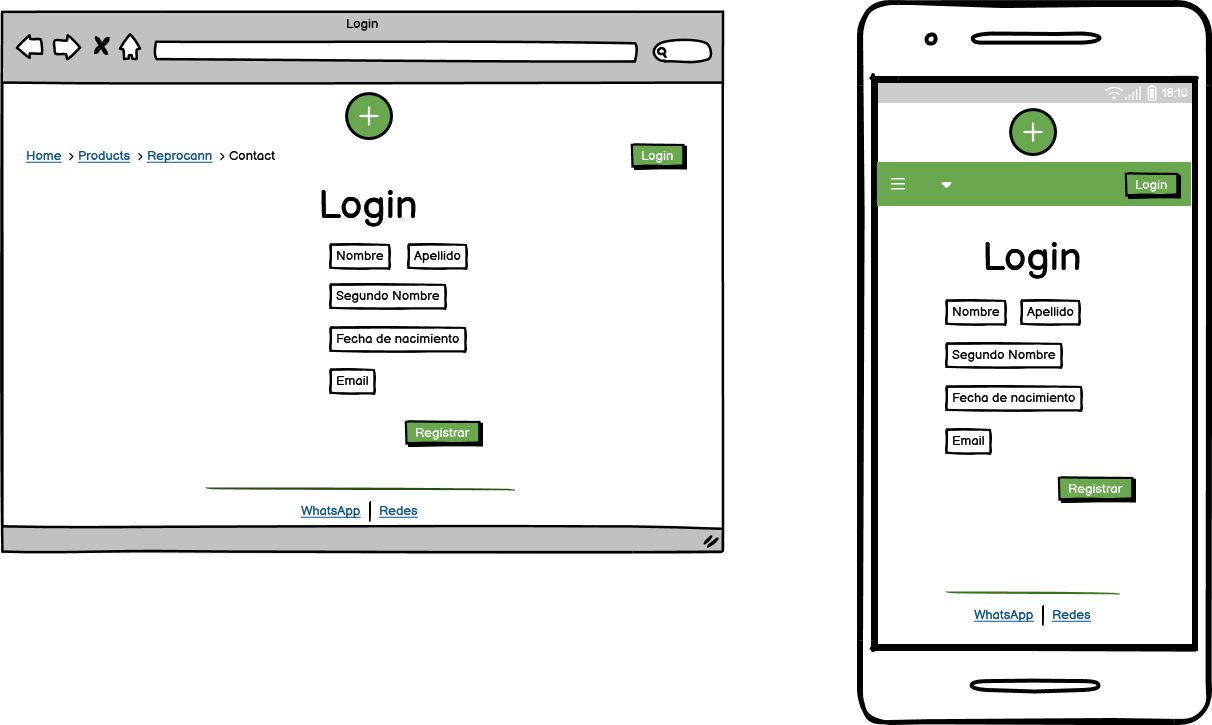 Login
Home > Products > Reprocann > Contact
Login
Login
Nombre Apellido
Segundo Nombre
Fecha de nacimiento
Email
Registrar
WhatsApp | Redes
18:10
Login
Login
Nombre Apellido
Segundo Nombre
Fecha de nacimiento
Email
Registrar
WhatsApp | Redes